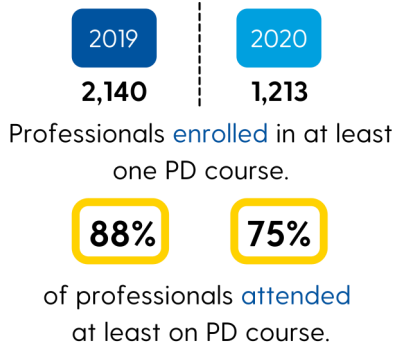 2019 2020
2,140 1,213
Professionals enrolled in at least
one PD course.
88% 75%
of professionals attended
at least on PD course.